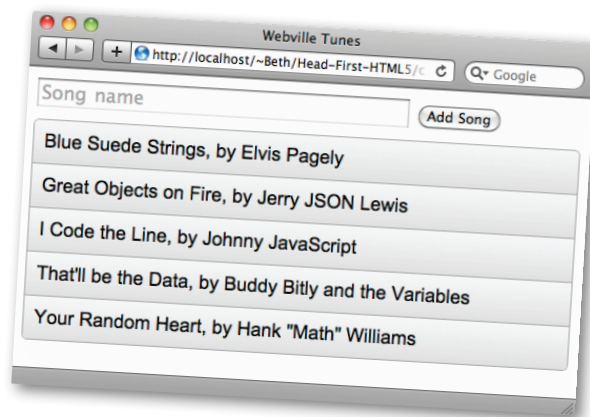 Webville Tunes
http://localhost/~Beth/Head-First-HTML5/c
Google
Song name
Add Song
Blue Suede Strings, by Elvis Pagely
Great Objects on Fire, by Jerry JSON Lewis
I Code the Line, by Johnny JavaScript
That'll be the Data, by Buddy Bitly and the Variables
Your Random Heart, by Hank "Math" Williams